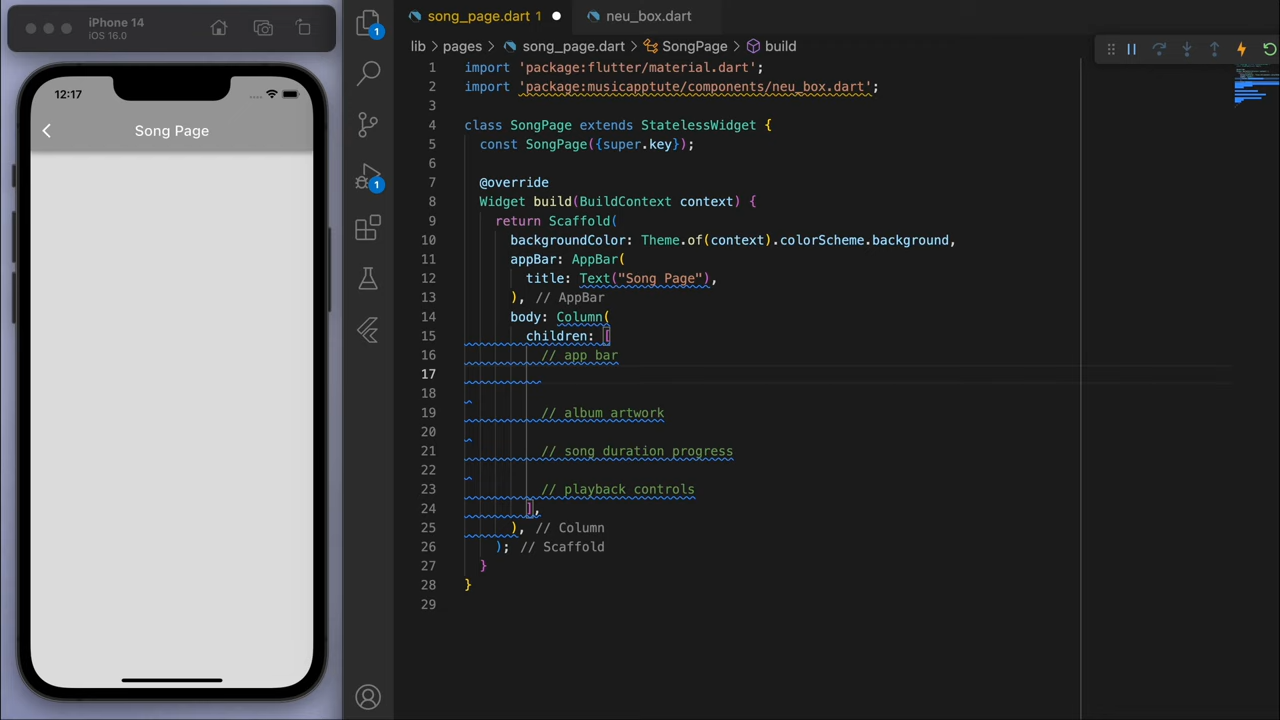 iPhone 14
iOS 16.0
12:17
Song Page
1
1
song_page.dart 1
neu_box.dart
lib > pages > song_page.dart > SongPage > build
1 import 'package:flutter/material.dart';
2 import 'package:musicapptute/components/neu_box.dart';
3
4 class SongPage extends StatelessWidget {
5 const SongPage({super.key});
6
7 @override
8 Widget build(BuildContext context) {
9 return Scaffold(
10 backgroundColor: Theme.of(context).colorScheme.background,
11 appBar: AppBar(
12 title: Text("Song Page"),
13 ), // AppBar
14 body: Column(
15 children: [
16 // app bar
17
18
19 // album artwork
20
21 // song duration progress
22
23 // playback controls
24 ],
25 ), // Column
26 ); // Scaffold
27 }
28 }
29